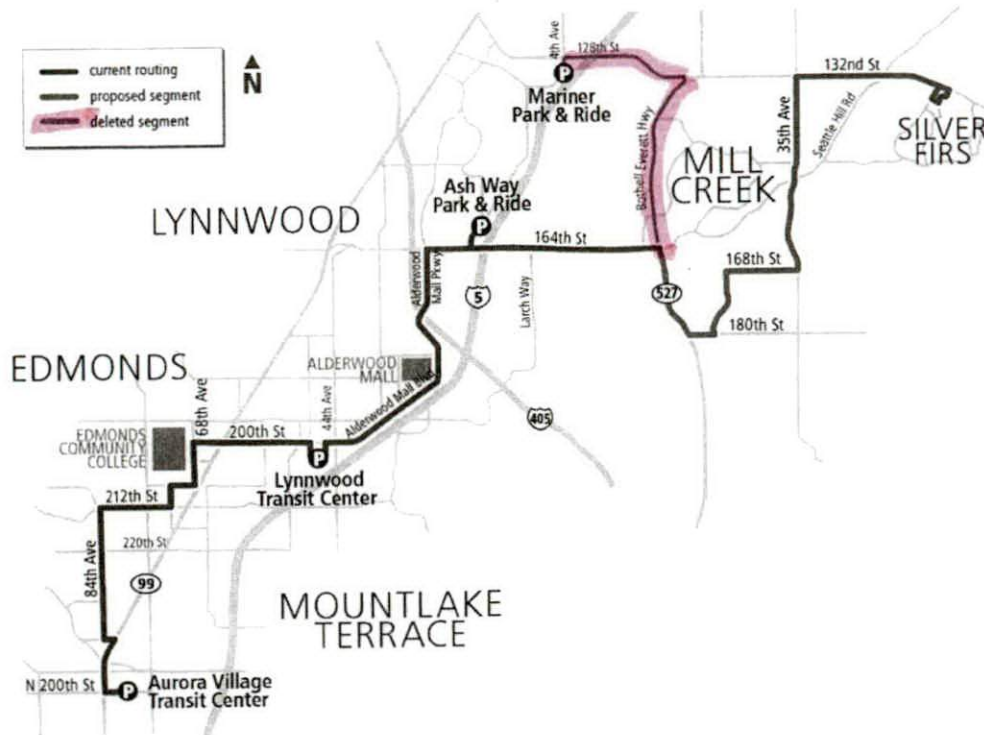 current routing
proposed segment
deleted segment
N
4th Ave
128th St
Mariner
Park & Ride
132nd St
35th Ave
Seattle Hill Rd
SILVER
FIRS
Bothell Everett Hwy
MILL
CREEK
Ash Way
Park & Ride
LYNNWOOD
164th St
Alderwood
Mall Pkwy
5
Larch Way
527
168th St
180th St
EDMONDS
ALDERWOOD
MALL
Alderwood Mall Blvd
405
68th Ave
44th Ave
200th St
EDMONDS
COMMUNITY
COLLEGE
Lynnwood
Transit Center
212th St
220th St
84th Ave
99
MOUNTLAKE
TERRACE
N 200th St
Aurora Village
Transit Center
P
P
P
P